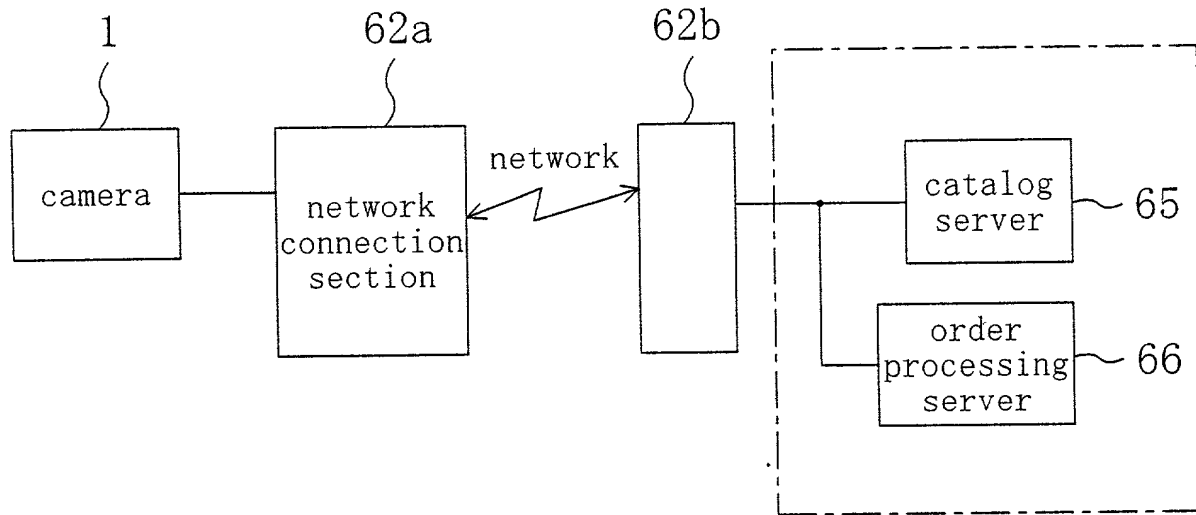 1
62a
62b
camera
network
connection
section
network
catalog
server
65
order
processing
server
66